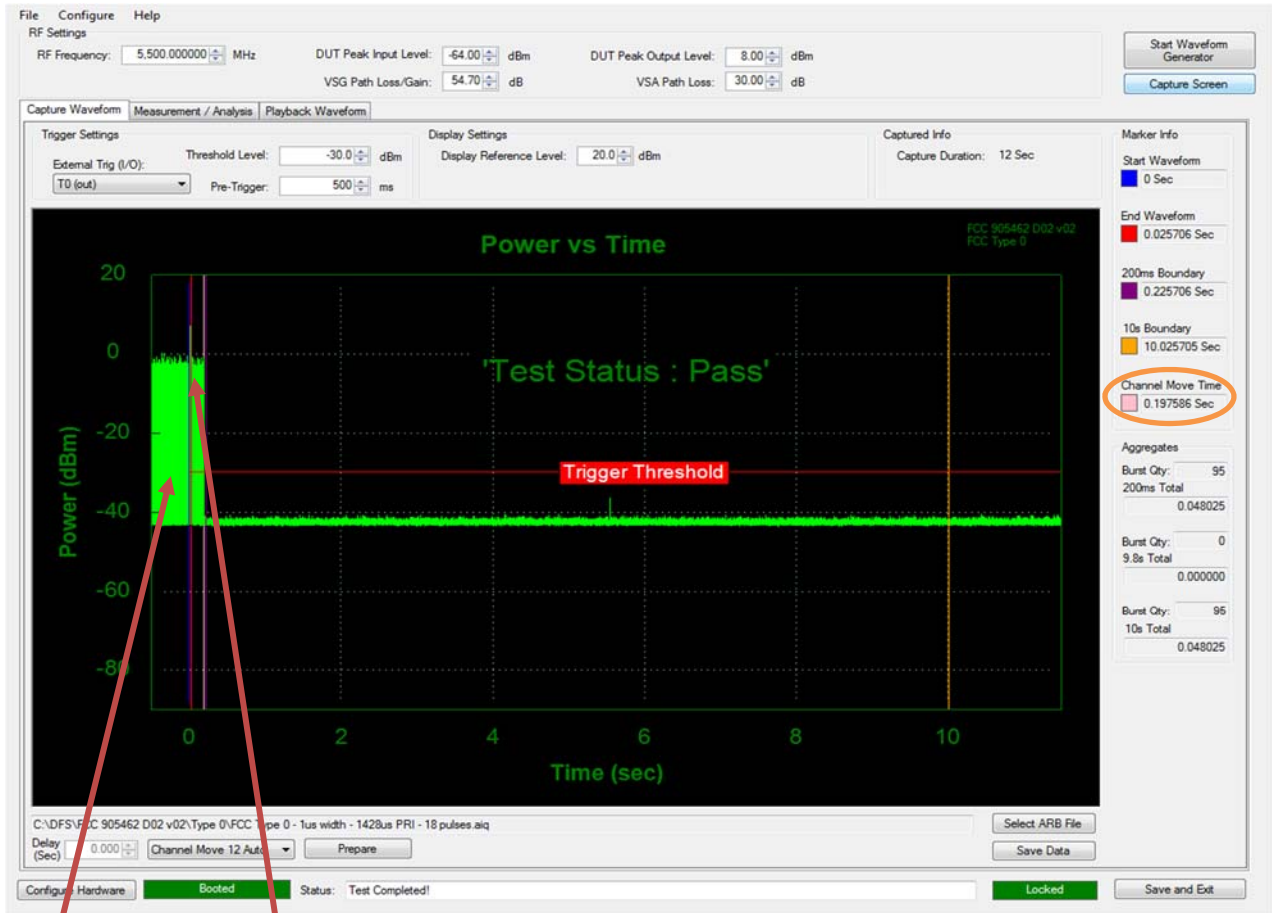 File Configure Help
RF Settings
RF Frequency: 5,500.000000 MHz
DUT Peak Input Level: -64.00 dBm
DUT Peak Output Level: 8.00 dBm
VSG Path Loss/Gain: 54.70 dB
VSA Path Loss: 30.00 dB
Start Waveform
Generator
Capture Screen
Capture Waveform Measurement / Analysis Playback Waveform
Trigger Settings
External Trig (I/O):
T0 (out)
Threshold Level: -30.0 dBm
Pre-Trigger: 500 ms
Display Settings
Display Reference Level: 20.0 dBm
Captured Info
Capture Duration: 12 Sec
Marker Info
Start Waveform
0 Sec
End Waveform
0.025706 Sec
200ms Boundary
0.225706 Sec
10s Boundary
10.025705 Sec
Channel Move Time
0.197586 Sec
Aggregates
Burst Qty: 95
200ms Total
0.048025
Burst Qty: 0
9.8s Total
0.000000
Burst Qty: 95
10s Total
0.048025
Power vs Time
FCC 905462 D02 v02
FCC Type 0
'Test Status : Pass'
Trigger Threshold
Power (dBm)
20
0
-20
-40
-60
-80
0 2 4 6 8 10
Time (sec)
C:\DFS\FCC 905462 D02 v02\Type 0\FCC Type 0 - 1us width - 1428us PRI - 18 pulses.aiq
Select ARB File
Delay
(Sec)
0.000
Channel Move 12 Auto
Prepare
Save Data
Configure Hardware
Booted
Status: Test Completed!
Locked
Save and Exit